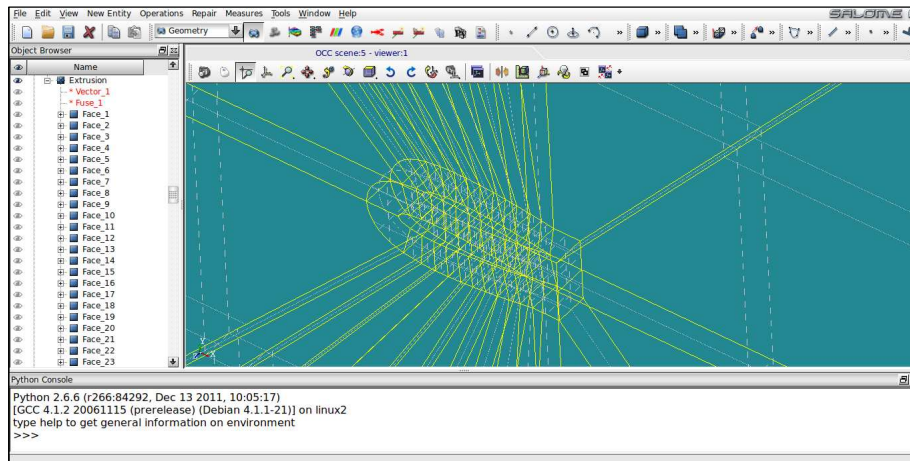 File Edit View New Entity Operations Repair Measures Tools Window Help
SALOME
Geometry
Object Browser
OCC scene:5 - viewer:1
Name
Extrusion
* Vector_1
* Fuse_1
Face_1
Face_2
Face_3
Face_4
Face_5
Face_6
Face_7
Face_8
Face_9
Face_10
Face_11
Face_12
Face_13
Face_14
Face_15
Face_16
Face_17
Face_18
Face_19
Face_20
Face_21
Face_22
Face_23
Y
X
Python Console
Python 2.6.6 (r266:84292, Dec 13 2011, 10:05:17)
[GCC 4.1.2 20061115 (prerelease) (Debian 4.1.1-21)] on linux2
type help to get general information on environment
>>>